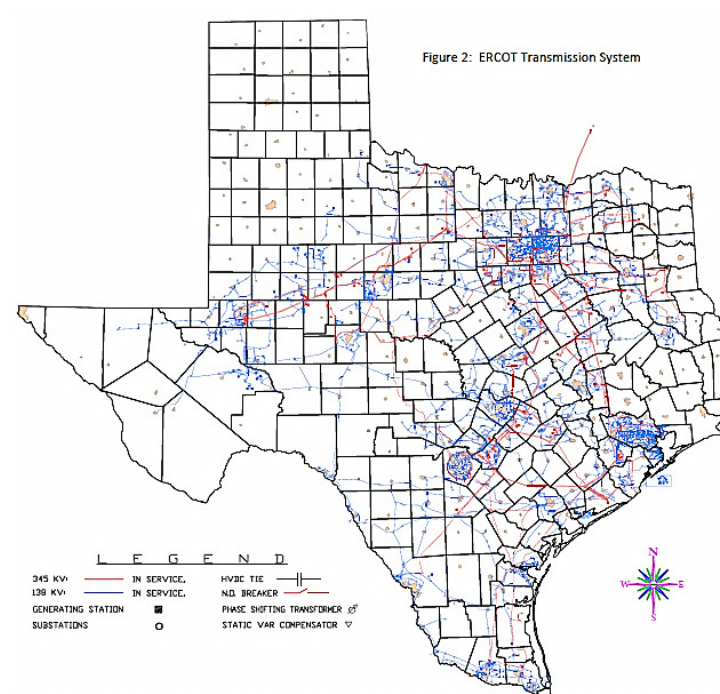 Figure 2: ERCOT Transmission System
L E G E N D
345 KV: IN SERVICE, HVDC TIE
138 KV: IN SERVICE, N.O. BREAKER
GENERATING STATION PHASE SHIFTING TRANSFORMER
SUBSTATIONS STATIC VAR COMPENSATOR
N
W E
S